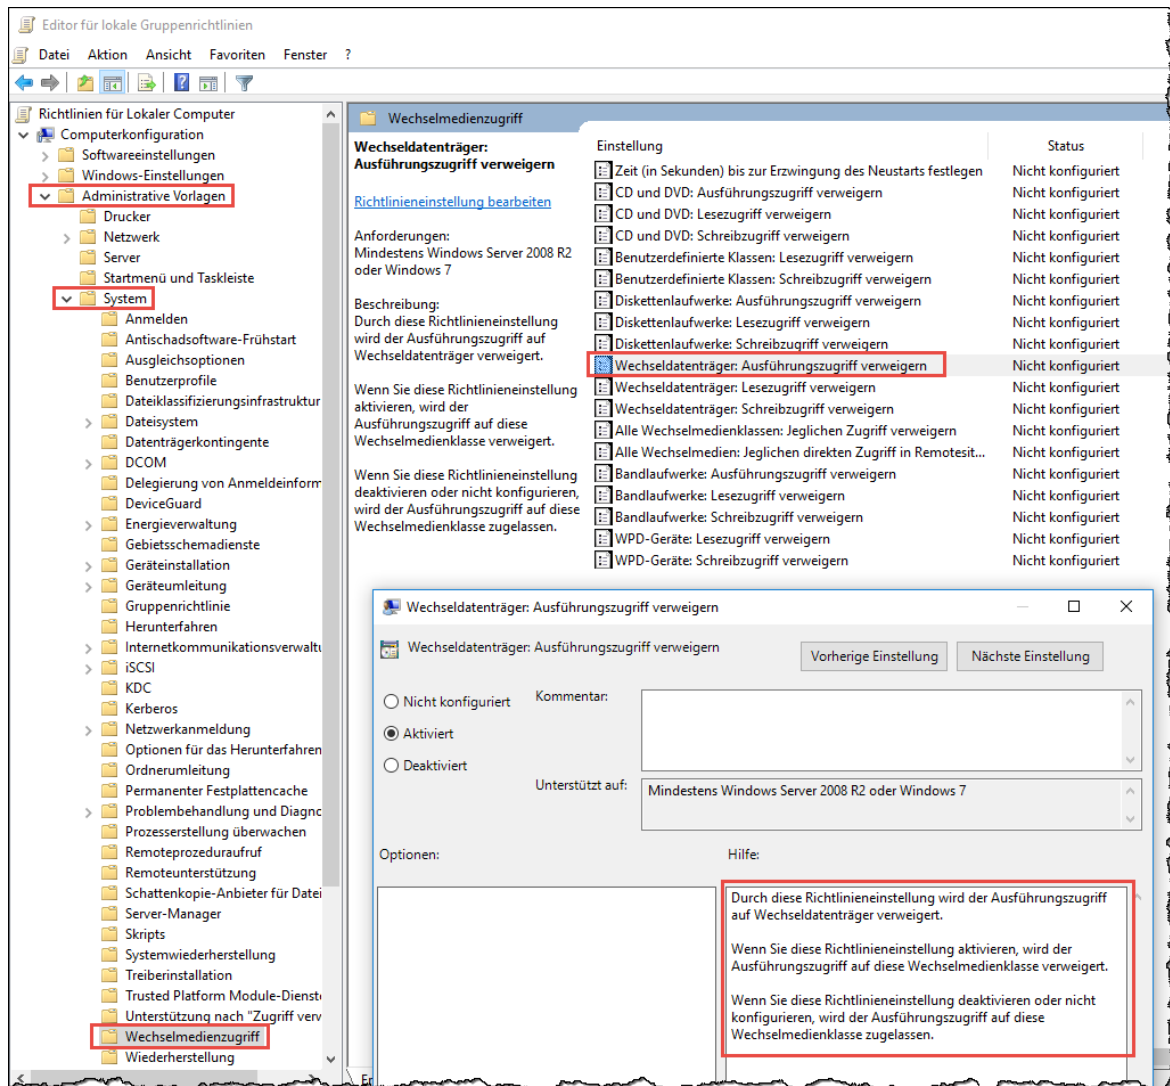 Editor für lokale Gruppenrichtlinien
Datei Aktion Ansicht Favoriten Fenster ?
Richtlinien für Lokaler Computer
Computerkonfiguration
Softwareeinstellungen
Windows-Einstellungen
Administrative Vorlagen
Drucker
Netzwerk
Server
Startmenü und Taskleiste
System
Anmelden
Antischadsoftware-Frühstart
Ausgleichsoptionen
Benutzerprofile
Dateiklassifizierungsinfrastruktur
Dateisystem
Datenträgerkontingente
DCOM
Delegierung von Anmeldeinform
DeviceGuard
Energieverwaltung
Gebietsschemadienste
Geräteinstallation
Geräteumleitung
Gruppenrichtlinie
Herunterfahren
Internetkommunikationsverwaltu
iSCSI
KDC
Kerberos
Netzwerkanmeldung
Optionen für das Herunterfahren
Ordnerumleitung
Permanenter Festplattencache
Problembehandlung und Diagno
Prozesserstellung überwachen
Remoteprozeduraufruf
Remoteunterstützung
Schattenkopie-Anbieter für Datei
Server-Manager
Skripts
Systemwiederherstellung
Treiberinstallation
Trusted Platform Module-Dienst
Unterstützung nach "Zugriff verw
Wechselmedienzugriff
Wiederherstellung
Wechselmedienzugriff
Wechseldatenträger:
Ausführungszugriff verweigern
Richtlinieneinstellung bearbeiten
Anforderungen:
Mindestens Windows Server 2008 R2
oder Windows 7
Beschreibung:
Durch diese Richtlinieneinstellung
wird der Ausführungszugriff auf
Wechseldatenträger verweigert.
Wenn Sie diese Richtlinieneinstellung
aktivieren, wird der
Ausführungszugriff auf diese
Wechselmedienklasse verweigert.
Wenn Sie diese Richtlinieneinstellung
deaktivieren oder nicht konfigurieren,
wird der Ausführungszugriff auf diese
Wechselmedienklasse zugelassen.
Einstellung Status
Zeit (in Sekunden) bis zur Erzwingung des Neustarts festlegen Nicht konfiguriert
CD und DVD: Ausführungszugriff verweigern Nicht konfiguriert
CD und DVD: Lesezugriff verweigern Nicht konfiguriert
CD und DVD: Schreibzugriff verweigern Nicht konfiguriert
Benutzerdefinierte Klassen: Lesezugriff verweigern Nicht konfiguriert
Benutzerdefinierte Klassen: Schreibzugriff verweigern Nicht konfiguriert
Diskettenlaufwerke: Ausführungszugriff verweigern Nicht konfiguriert
Diskettenlaufwerke: Lesezugriff verweigern Nicht konfiguriert
Diskettenlaufwerke: Schreibzugriff verweigern Nicht konfiguriert
Wechseldatenträger: Ausführungszugriff verweigern Nicht konfiguriert
Wechseldatenträger: Lesezugriff verweigern Nicht konfiguriert
Wechseldatenträger: Schreibzugriff verweigern Nicht konfiguriert
Alle Wechselmedienklassen: Jeglichen Zugriff verweigern Nicht konfiguriert
Alle Wechselmedien: Jeglichen direkten Zugriff in Remotesit... Nicht konfiguriert
Bandlaufwerke: Ausführungszugriff verweigern Nicht konfiguriert
Bandlaufwerke: Lesezugriff verweigern Nicht konfiguriert
Bandlaufwerke: Schreibzugriff verweigern Nicht konfiguriert
WPD-Geräte: Lesezugriff verweigern Nicht konfiguriert
WPD-Geräte: Schreibzugriff verweigern Nicht konfiguriert
Wechseldatenträger: Ausführungszugriff verweigern
Wechseldatenträger: Ausführungszugriff verweigern
Vorherige Einstellung Nächste Einstellung
Nicht konfiguriert Kommentar:
Aktiviert
Deaktiviert
Unterstützt auf: Mindestens Windows Server 2008 R2 oder Windows 7
Optionen: Hilfe:
Durch diese Richtlinieneinstellung wird der Ausführungszugriff
auf Wechseldatenträger verweigert.
Wenn Sie diese Richtlinieneinstellung aktivieren, wird der
Ausführungszugriff auf diese Wechselmedienklasse verweigert.
Wenn Sie diese Richtlinieneinstellung deaktivieren oder nicht
konfigurieren, wird der Ausführungszugriff auf diese
Wechselmedienklasse zugelassen.